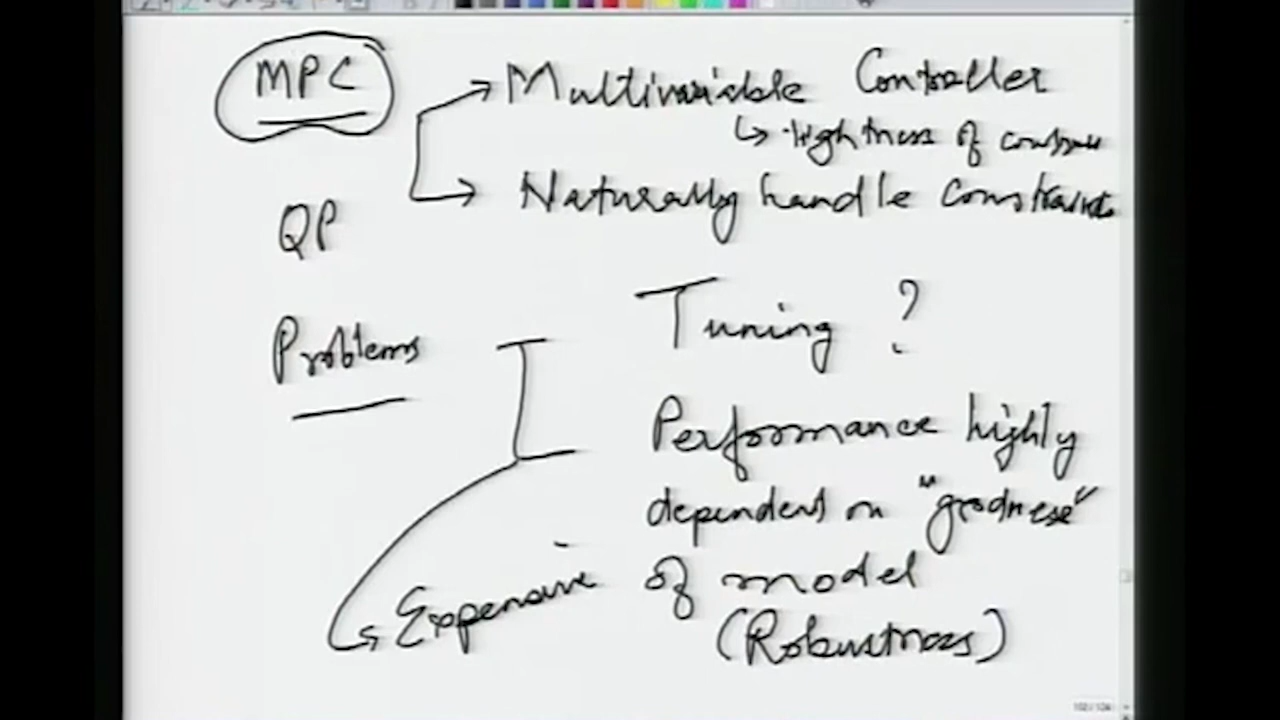 MPC
Multivariable Controller
tightness of control
Naturally handle constraints
QP
Tuning ?
Problems
Performance highly
dependent on "goodness"
of model
(Robustness)
Expensive